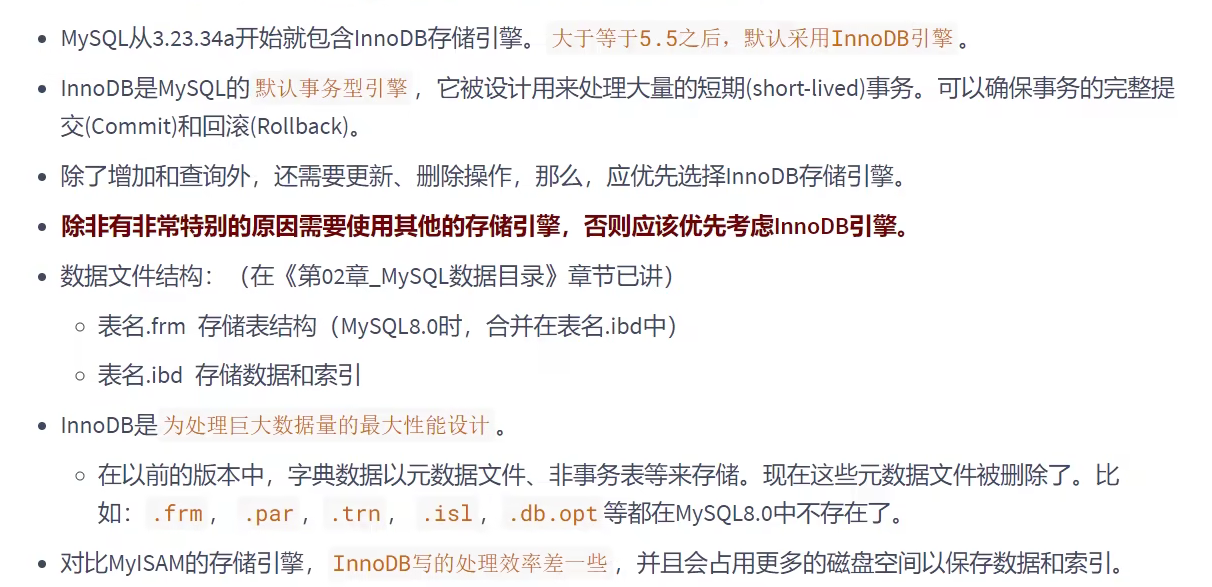 MySQL从3.23.34a开始就包含InnoDB存储引擎。大于等于5.5之后，默认采用InnoDB引擎。
InnoDB是MySQL的默认事务型引擎，它被设计用来处理大量的短期(short-lived)事务。可以确保事务的完整提
交(Commit)和回滚(Rollback)。
除了增加和查询外，还需要更新、删除操作，那么，应优先选择InnoDB存储引擎。
除非有非常特别的原因需要使用其他的存储引擎，否则应该优先考虑InnoDB引擎。
数据文件结构：（在《第02章_MySQL数据目录》章节已讲）
表名.frm 存储表结构（MySQL8.0时，合并在表名.ibd中）
表名.ibd 存储数据和索引
InnoDB是为处理巨大数据量的最大性能设计。
在以前的版本中，字典数据以元数据文件、非事务表等来存储。现在这些元数据文件被删除了。比
如：.frm，.par，.trn，.isl，.db.opt等都在MySQL8.0中不存在了。
对比MyISAM的存储引擎，InnoDB写的处理效率差一些，并且会占用更多的磁盘空间以保存数据和索引。